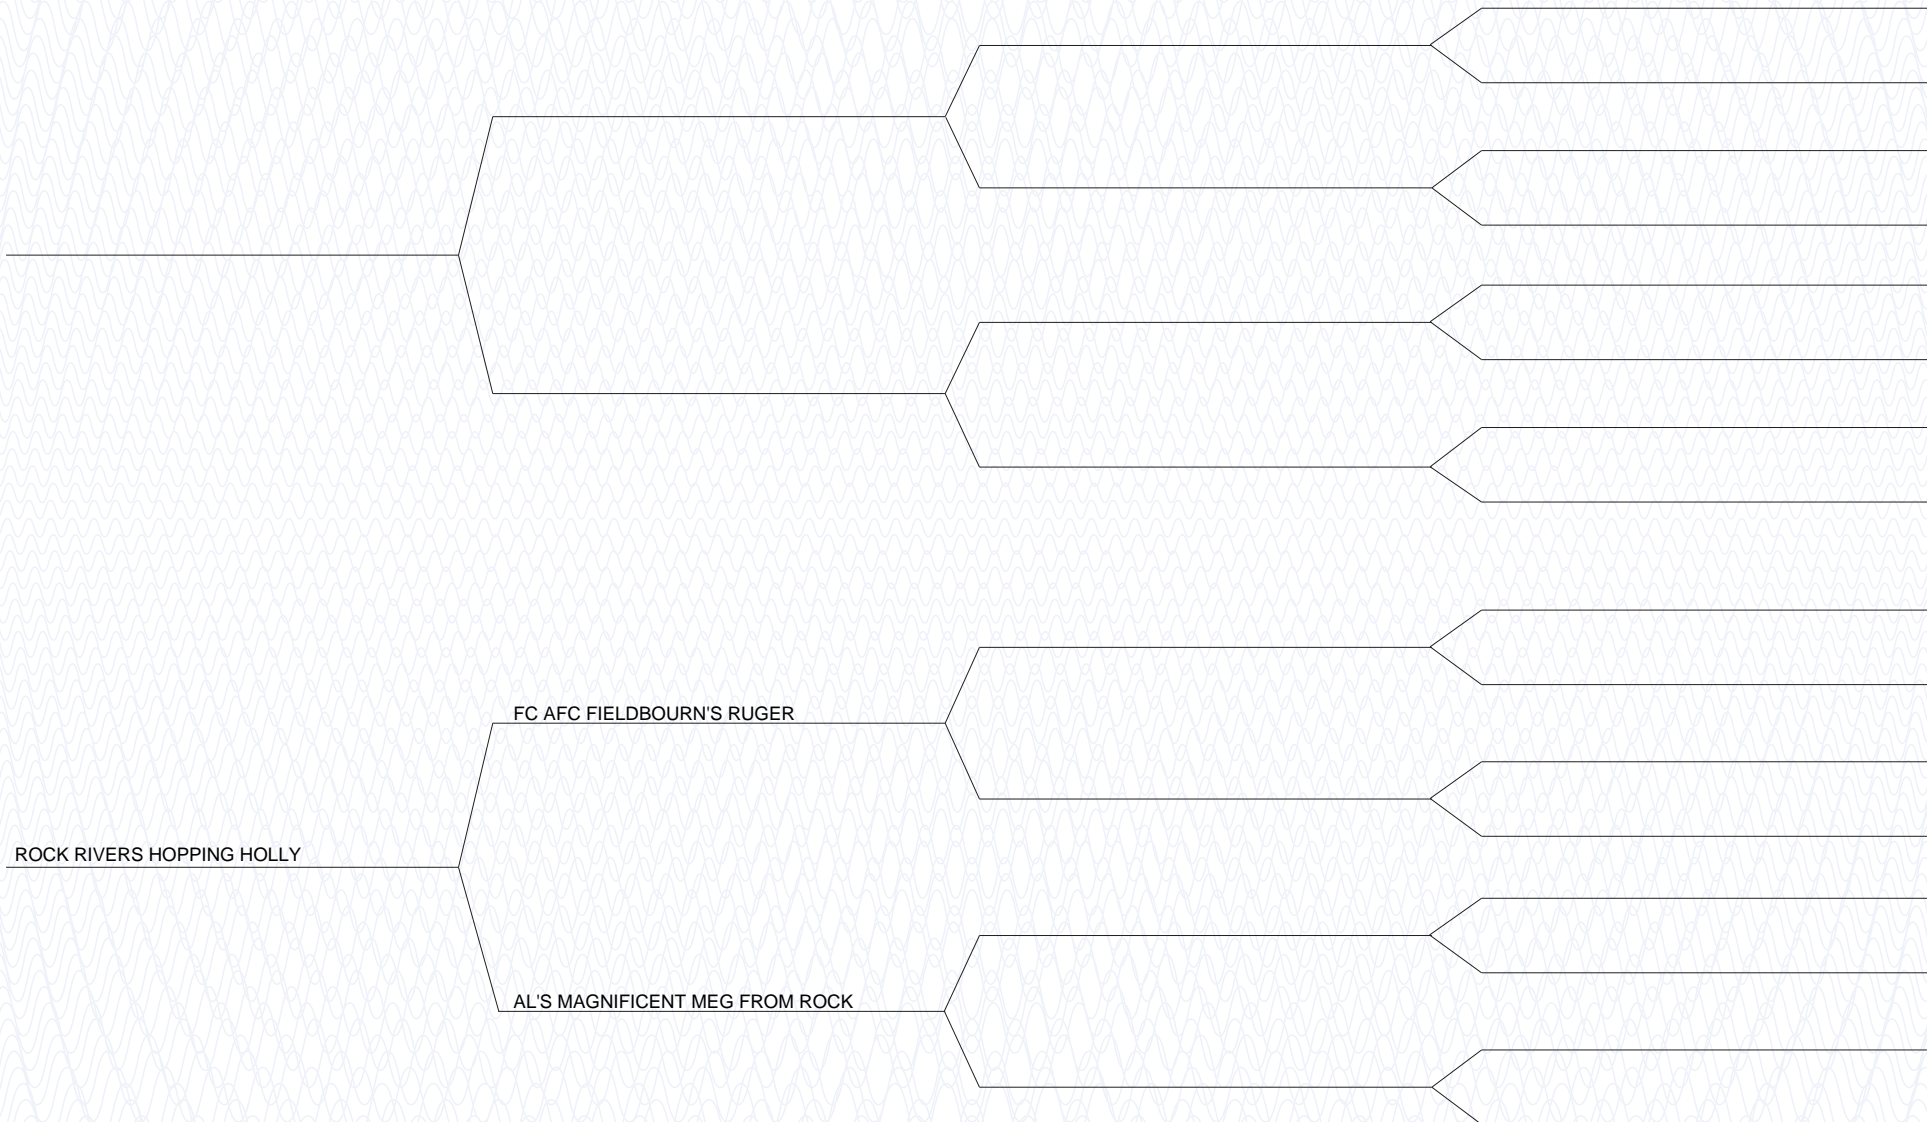 FC AFC FIELDBOURN'S RUGER
ROCK RIVERS HOPPING HOLLY
AL'S MAGNIFICENT MEG FROM ROCK